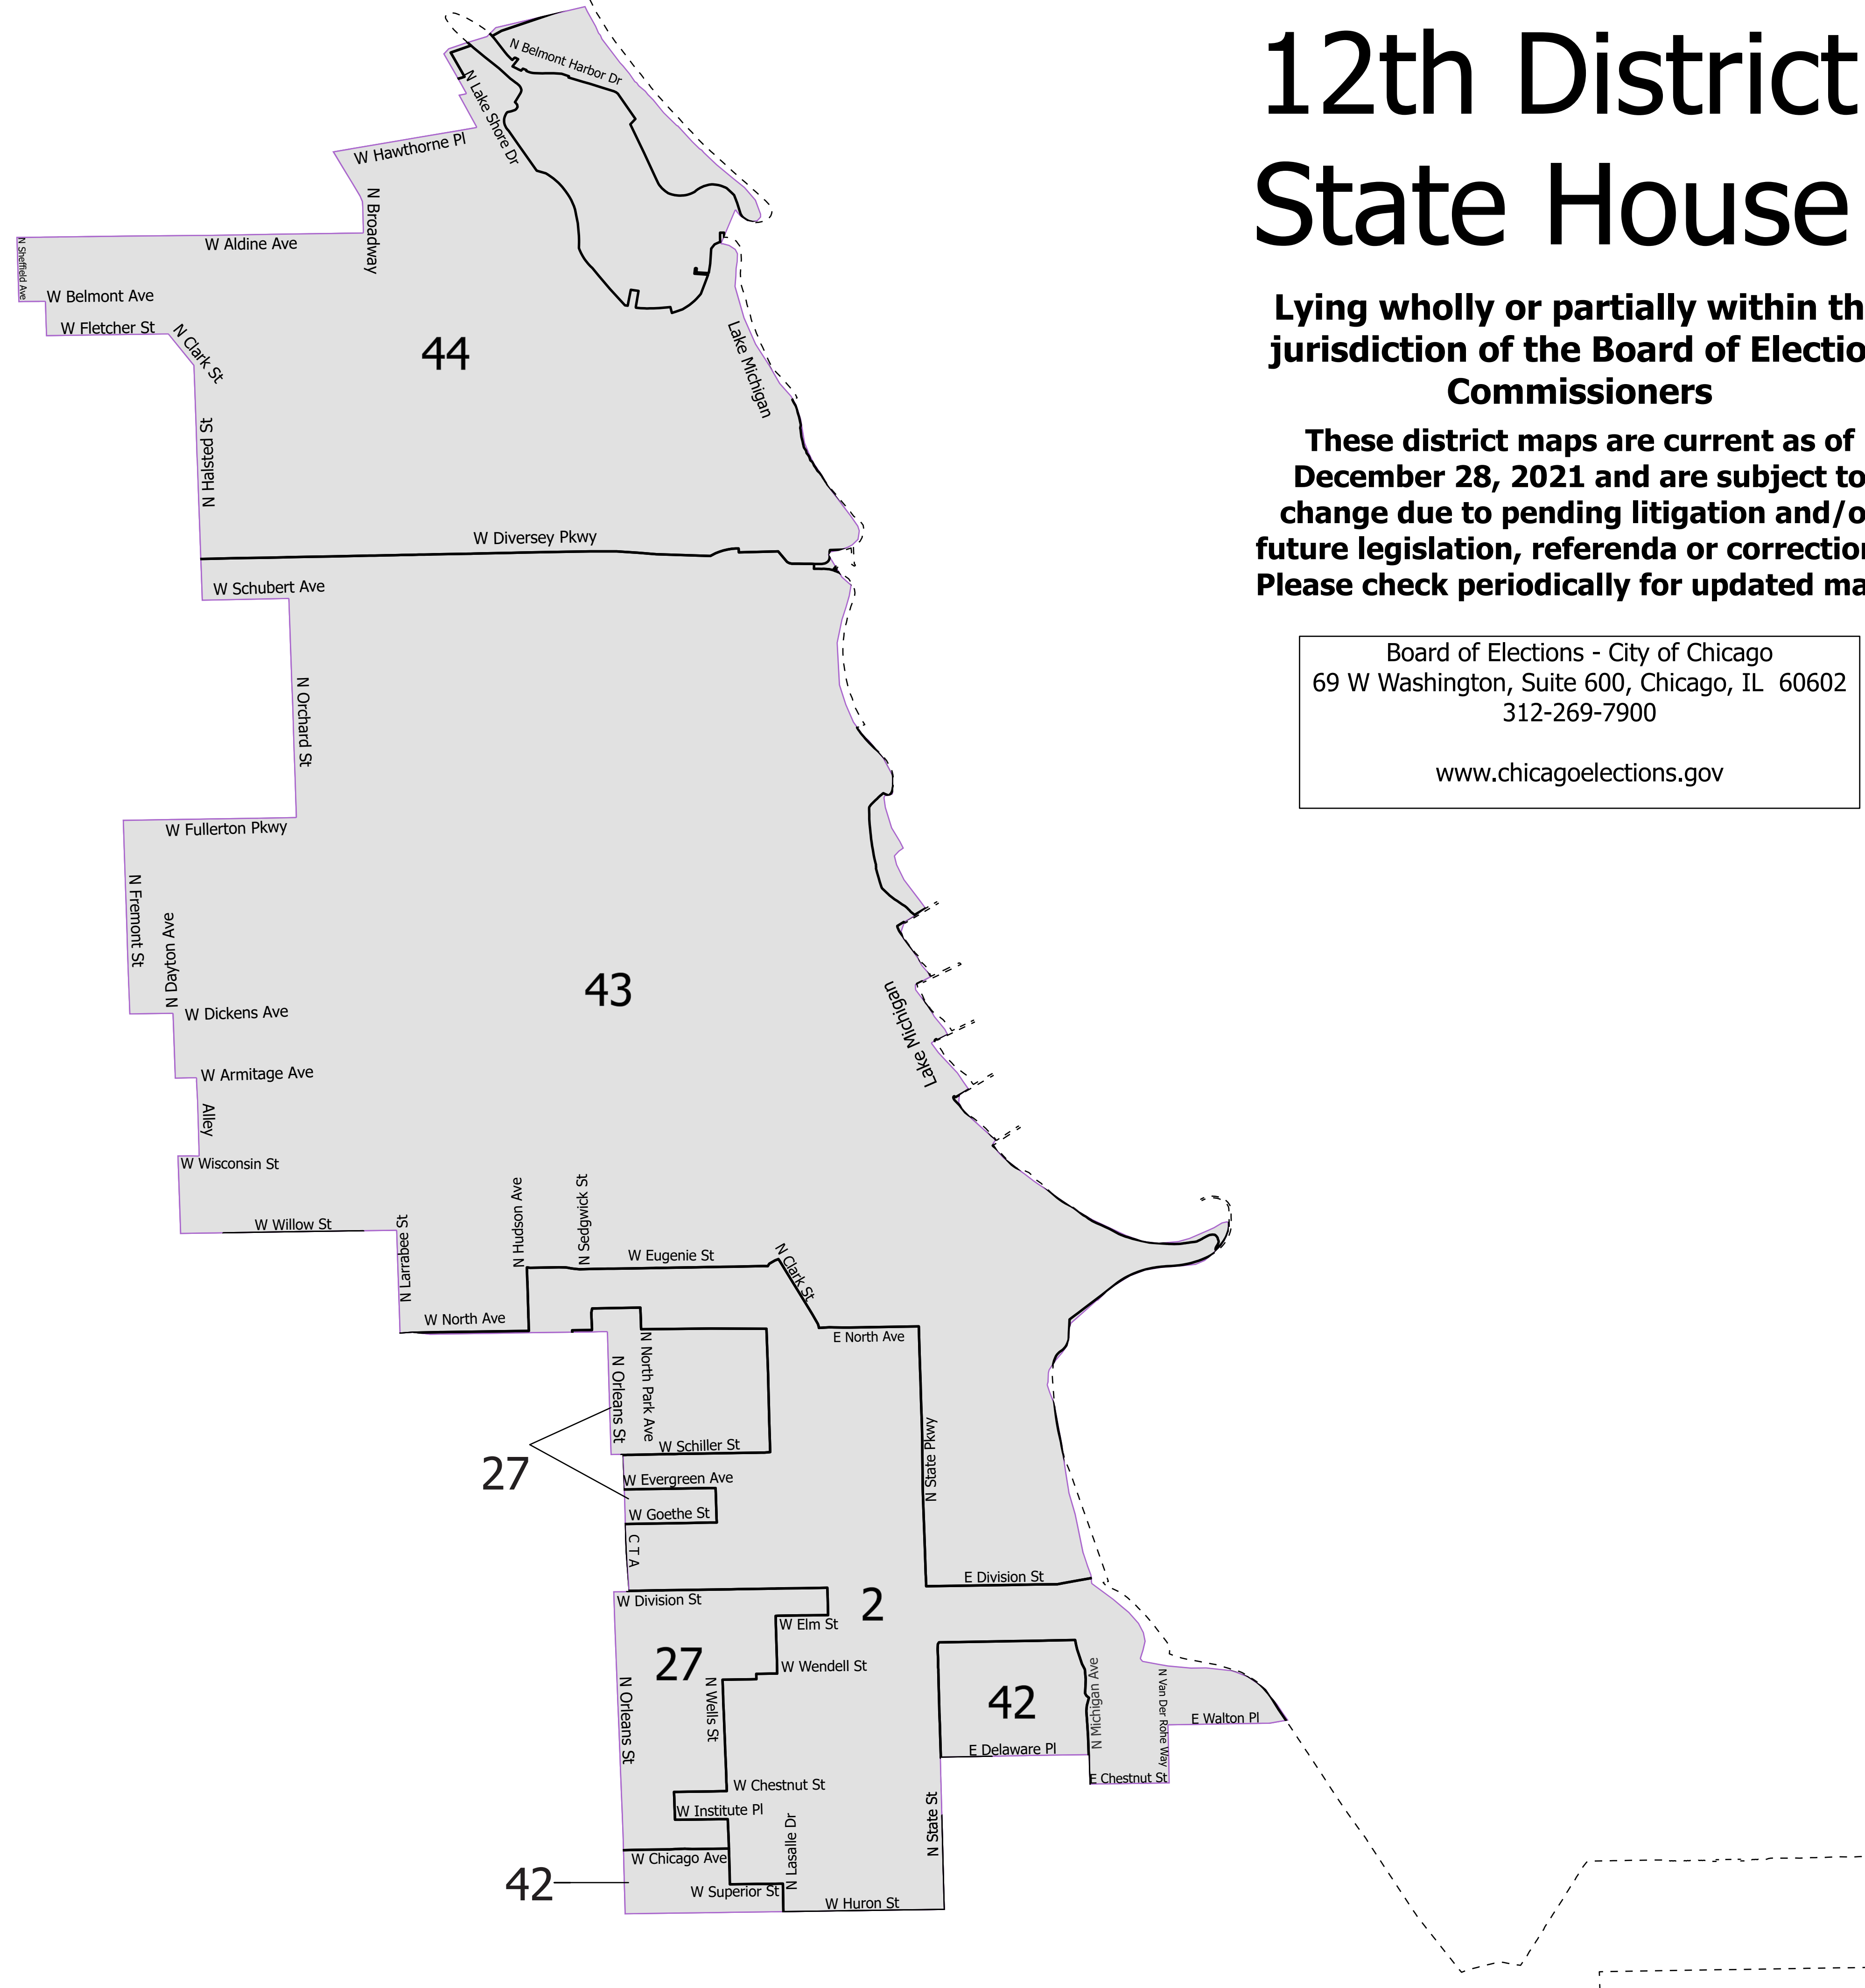 12th District
State House
Lying wholly or partially within th
jurisdiction of the Board of Electio
Commissioners
These district maps are current as of
December 28, 2021 and are subject to
change due to pending litigation and/o
future legislation, referenda or correction
Please check periodically for updated ma
Board of Elections - City of Chicago
69 W Washington, Suite 600, Chicago, IL 60602
312-269-7900
www.chicagoelections.gov
N Belmont Harbor Dr
N Lake Shore Dr
W Hawthorne Pl
N Broadway
W Aldine Ave
N Sheffield Ave
W Belmont Ave
W Fletcher St
N Clark St
44
Lake Michigan
N Halsted St
W Diversey Pkwy
W Schubert Ave
N Orchard St
W Fullerton Pkwy
N Fremont St
N Dayton Ave
43
W Dickens Ave
Lake Michigan
W Armitage Ave
Alley
W Wisconsin St
N Hudson Ave
N Sedgwick St
W Willow St
N Larrabee St
W Eugenie St
N Clark St
W North Ave
E North Ave
N Orleans St
N North Park Ave
W Schiller St
N State Pkwy
27
W Evergreen Ave
W Goethe St
C T A
E Division St
W Division St
2
W Elm St
27
W Wendell St
N Orleans St
N Wells St
42
N Michigan Ave
N Van Der Rohe Way
E Walton Pl
E Delaware Pl
E Chestnut St
W Chestnut St
W Institute Pl
N Lasalle Dr
N State St
W Chicago Ave
42
W Superior St
W Huron St